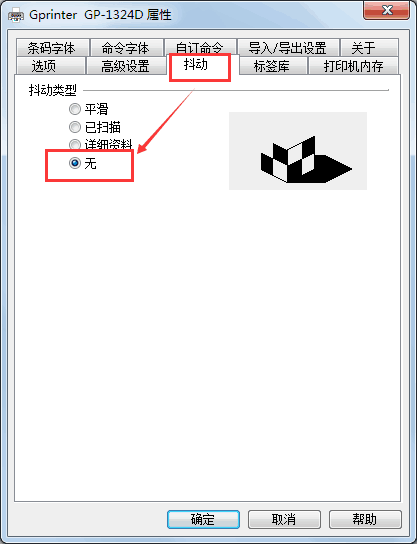 Gprinter GP-1324D 属性
条码字体 命令字体 自订命令 导入/导出设置 关于
选项 高级设置 抖动 标签库 打印机内存
抖动类型
平滑
已扫描
详细资料
无
确定 取消 帮助